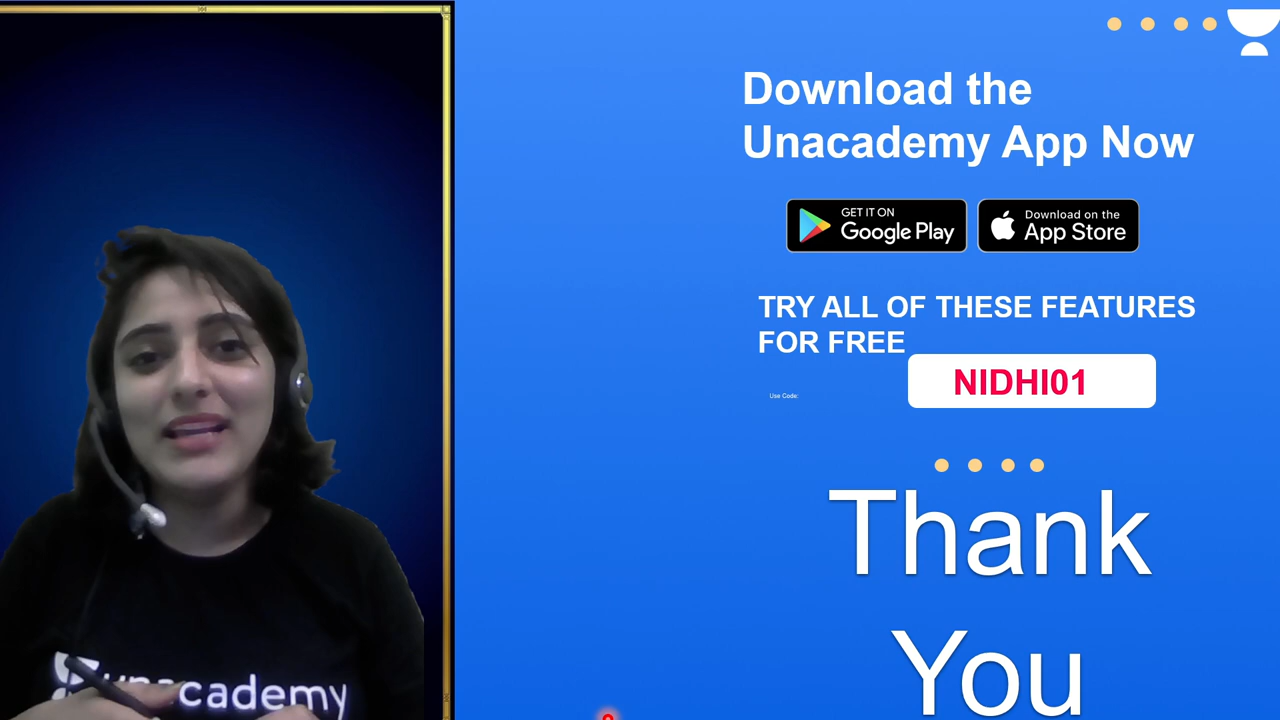 Download the
Unacademy App Now
GET IT ON
Google Play
Download on the
App Store
TRY ALL OF THESE FEATURES
FOR FREE
NIDHI01
Use Code:
Thank
You
unacademy